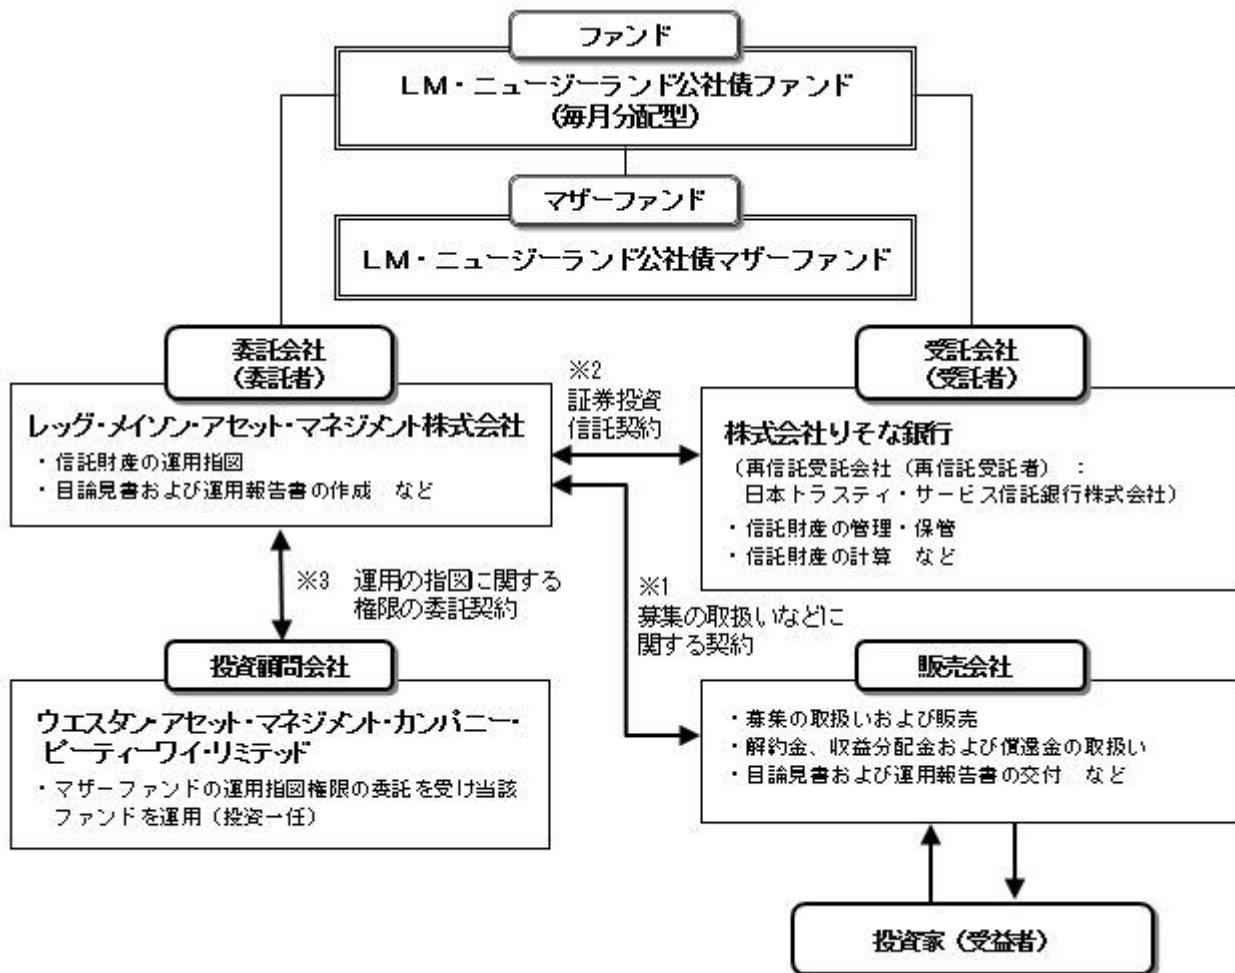 ファンド
LM・ニュージーランド公社債ファンド
(毎月分配型)
マザーファンド
LM・ニュージーランド公社債マザーファンド
委託会社
(委託者)
レッグ・メイソン・アセット・マネジメント株式会社
・信託財産の運用指図
・目論見書および運用報告書の作成 など
※2
証券投資
信託契約
受託会社
(受託者)
株式会社りそな銀行
(再信託受託会社(再信託受託者) :
日本トラスティ・サービス信託銀行株式会社)
・信託財産の管理・保管
・信託財産の計算 など
※3 運用の指図に関する
権限の委託契約
※1
募集の取扱いなどに
関する契約
投資顧問会社
ウエスタン・アセット・マネジメント・カンパニー・
ピーティーワイ・リミテッド
・マザーファンドの運用指図権限の委託を受け当該
ファンドを運用(投資一任)
販売会社
・募集の取扱いおよび販売
・解約金、収益分配金および償還金の取扱い
・目論見書および運用報告書の交付 など
投資家(受益者)